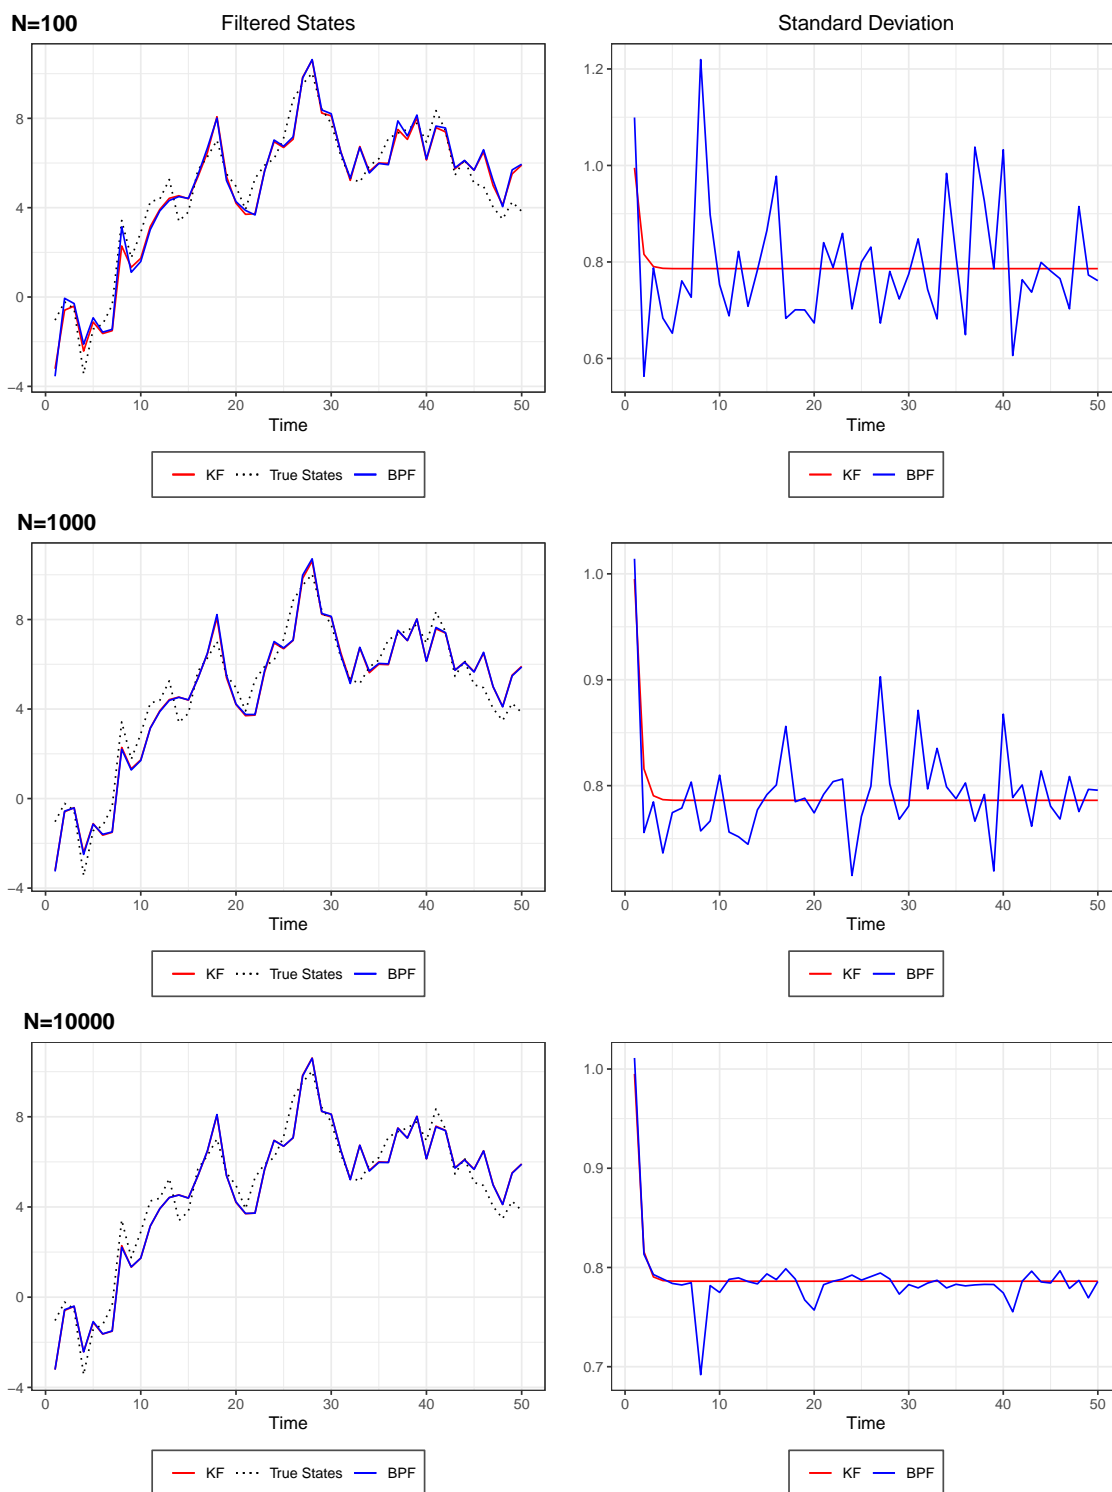 N=100 Filtered States Standard Deviation
8
4
0
−4
0 10 20 30 40 50
Time
KF True States BPF
1.2
1.0
0.8
0.6
0 10 20 30 40 50
Time
KF BPF
N=1000
8
4
0
−4
0 10 20 30 40 50
Time
KF True States BPF
1.0
0.9
0.8
0 10 20 30 40 50
Time
KF BPF
N=10000
8
4
0
−4
0 10 20 30 40 50
Time
KF True States BPF
1.0
0.9
0.8
0.7
0 10 20 30 40 50
Time
KF BPF